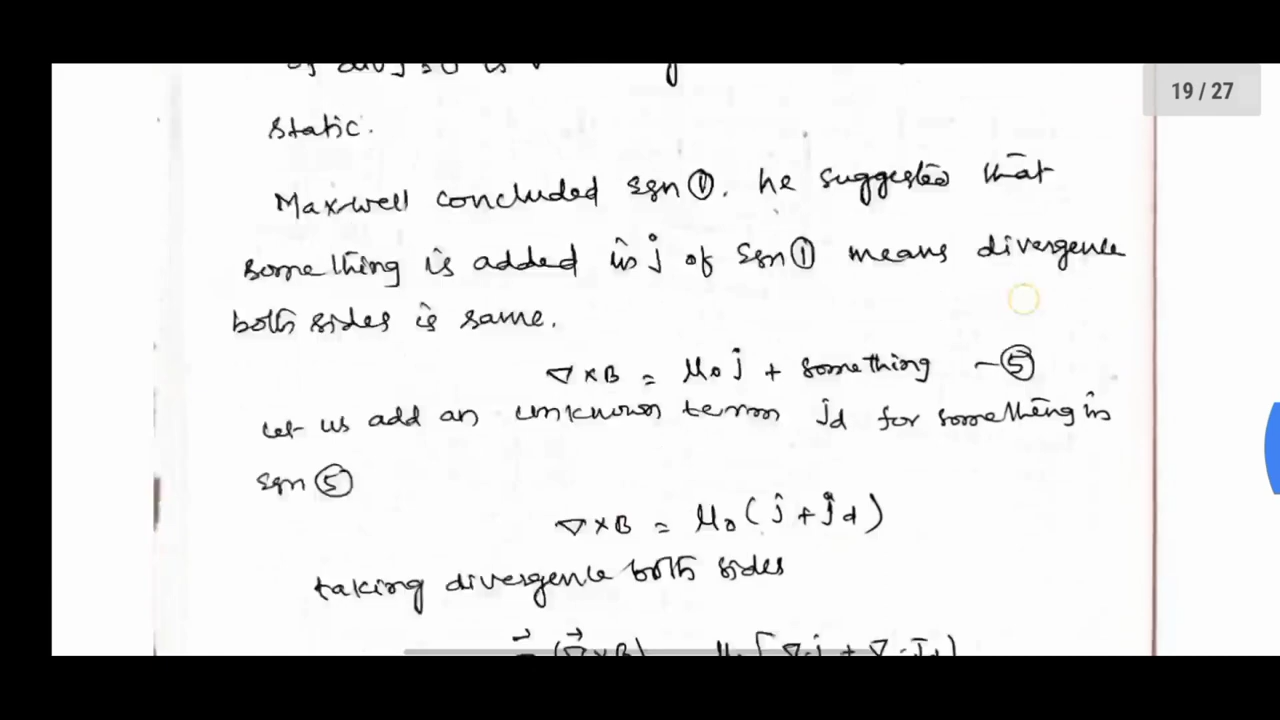 19 / 27
static.
Maxwell concluded Eqn ①. he suggested that
something is added in j of Eqn ① means divergence
both sides is same.
∇×B = μ₀j + something –⑤
Let us add an unknown term jd for something in
Eqn ⑤
∇×B = μ₀(j + jd)
taking divergence both sides